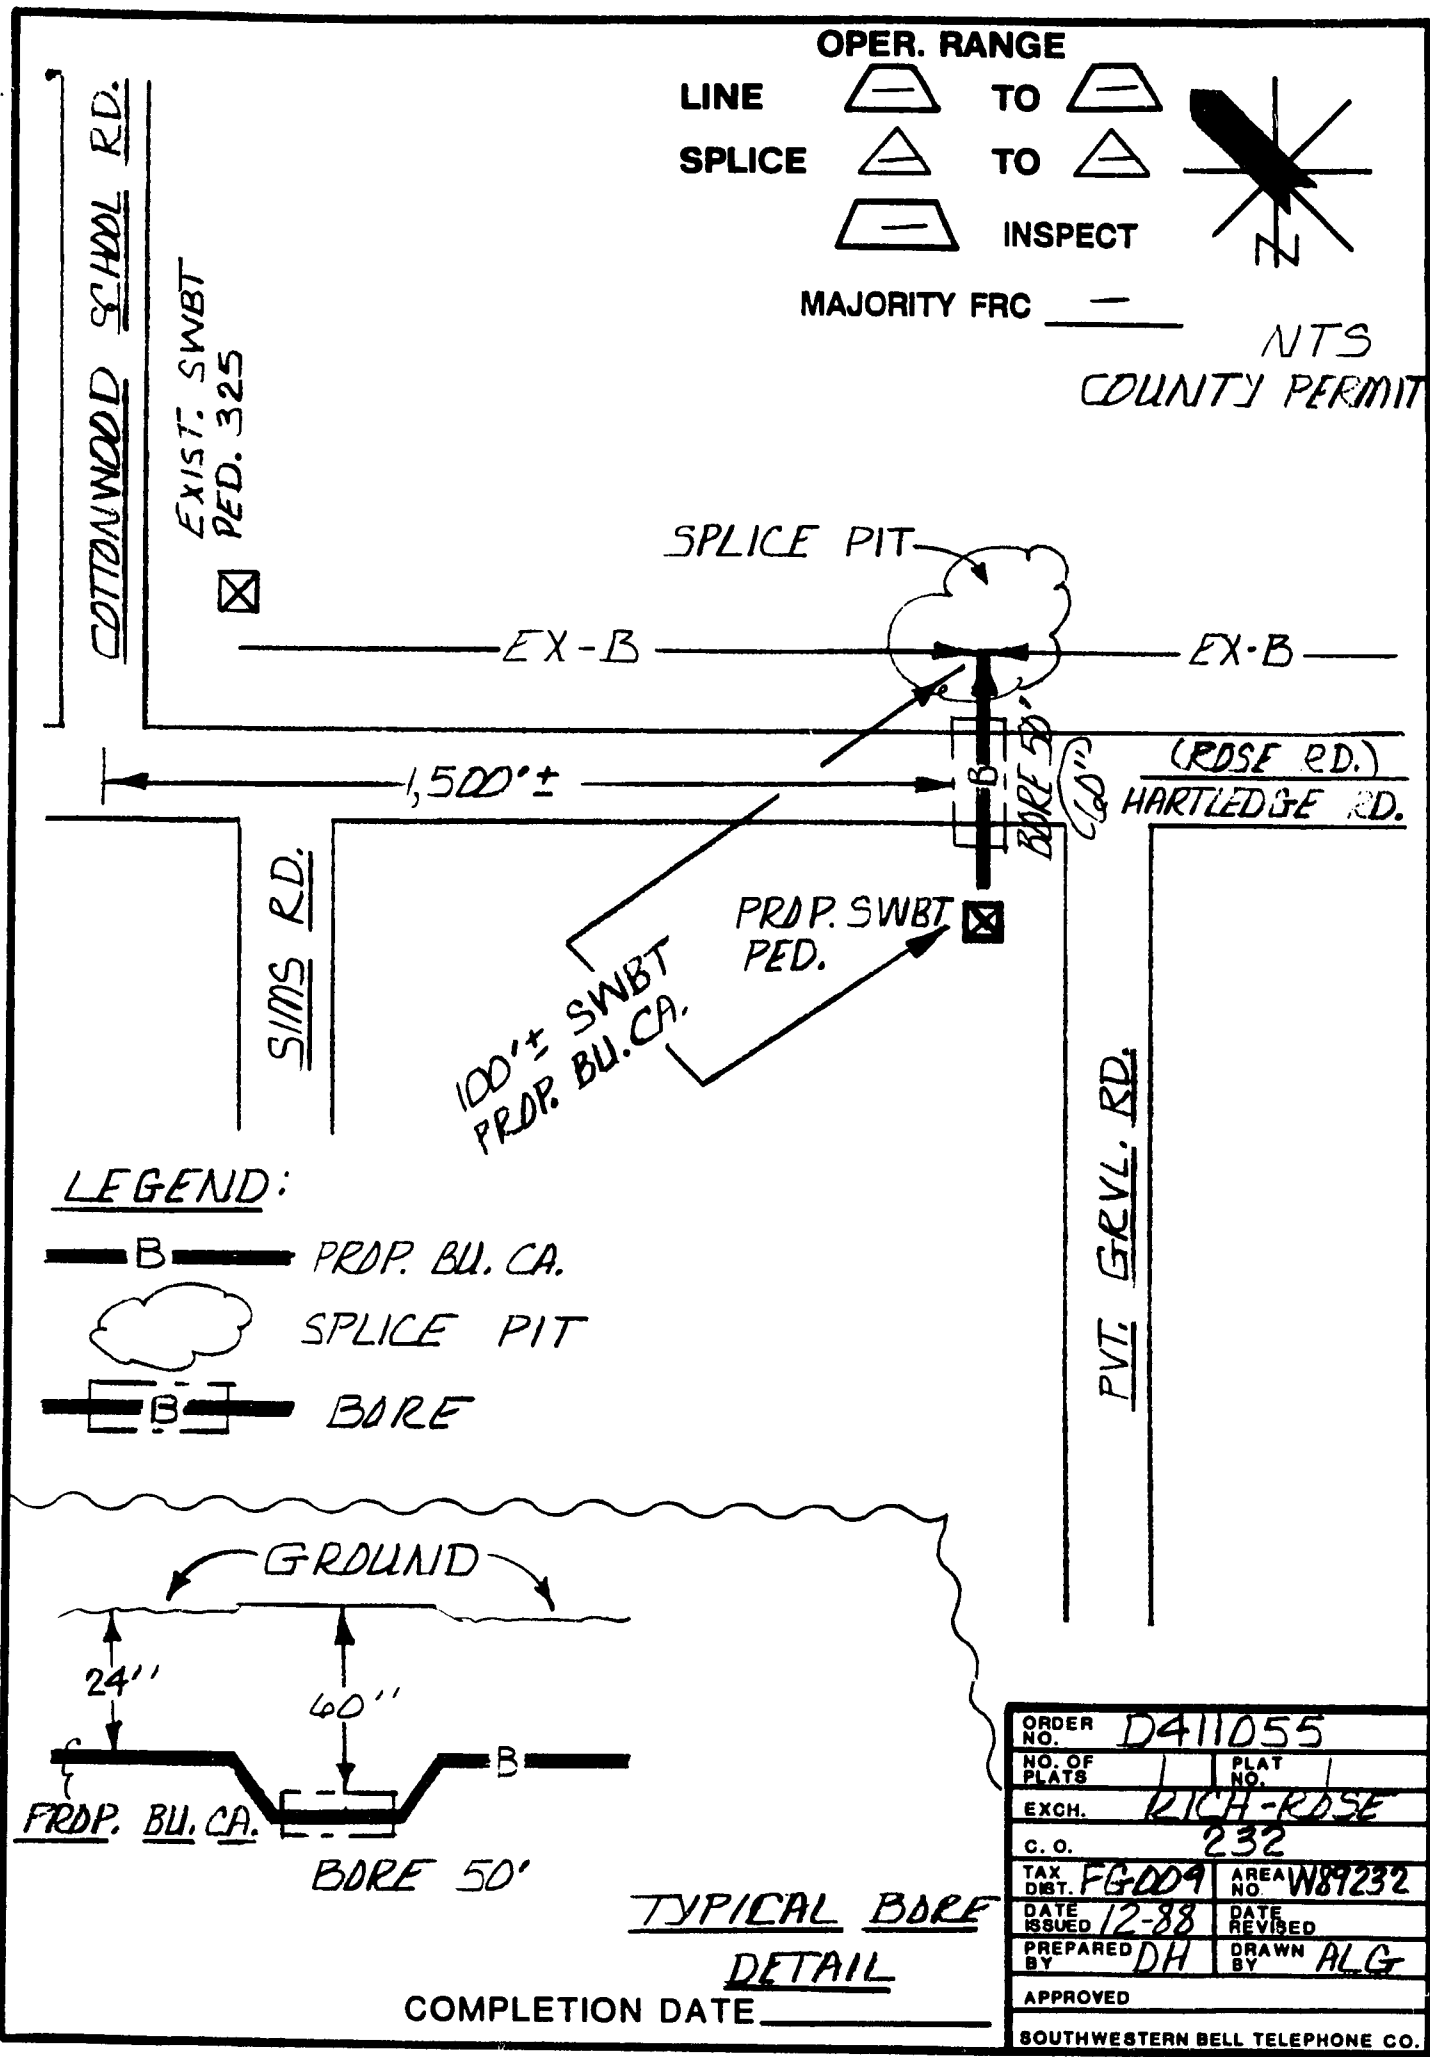 OPER. RANGE
LINE — TO —
SPLICE — TO —
— INSPECT
MAJORITY FRC —
N
NTS
COUNTY PERMIT
COTTONWOOD SCHOOL RD.
EXIST. SWBT
PED. 325
SPLICE PIT
EX-B
EX-B
1,500'±
B
BORE 50'
(60")
(ROSE RD.)
HARTLEDGE RD.
SIMS RD.
PROP. SWBT
PED.
100'± SWBT
PROP. BU. CA.
PVT. GRVL. RD.
LEGEND:
B PROP. BU. CA.
SPLICE PIT
B BORE
GROUND
24"
60"
B
PROP. BU. CA.
BORE 50'
TYPICAL BORE
DETAIL
COMPLETION DATE
ORDER NO. D411055
NO. OF PLATS 1 PLAT NO. 1
EXCH. RICH-ROSE
C. O. 232
TAX DIST. FG009 AREA NO. W89232
DATE ISSUED 12-88 DATE REVISED
PREPARED BY DH DRAWN BY ALG
APPROVED
SOUTHWESTERN BELL TELEPHONE CO.